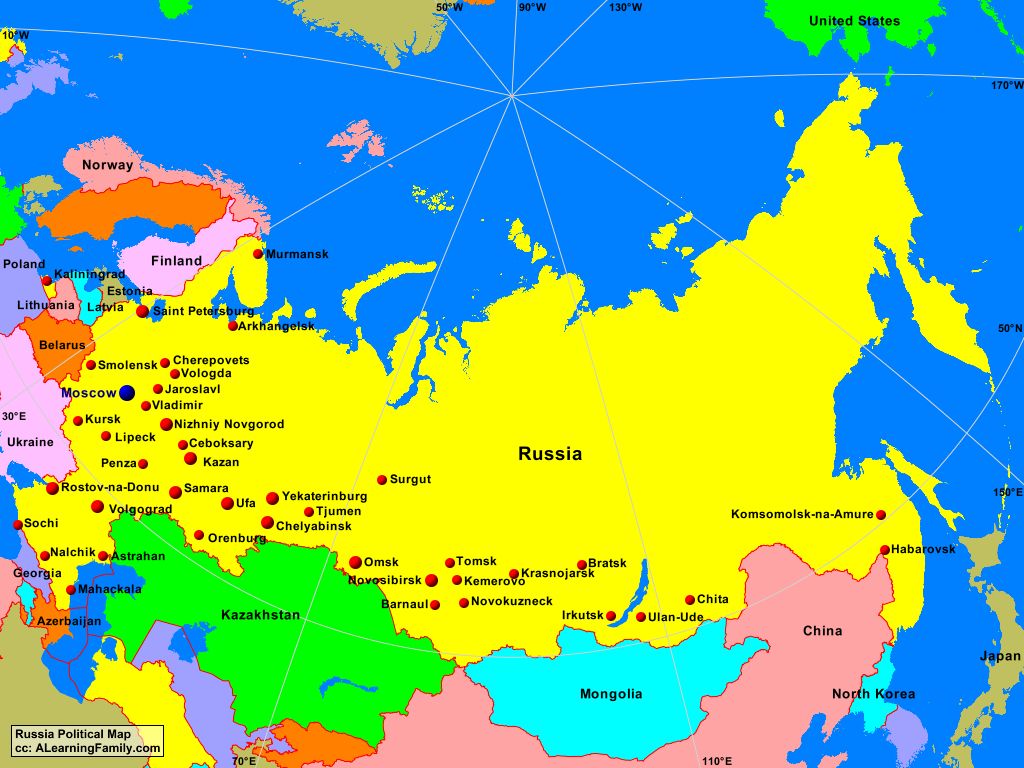 50°W
90°W
130°W
United States
10°W
170°W
Norway
Murmansk
Finland
Poland
Kaliningrad
Estonia
Lithuania
Latvia
Saint Petersburg
Arkhangelsk
50°N
Belarus
Smolensk
Cherepovets
Vologda
Moscow
Jaroslavl
Vladimir
30°E
Kursk
Nizhniy Novgorod
Ukraine
Lipeck
Ceboksary
Russia
Penza
Kazan
Surgut
Rostov-na-Donu
Samara
Yekaterinburg
150°E
Volgograd
Ufa
Tjumen
Komsomolsk-na-Amure
Sochi
Chelyabinsk
Orenburg
Nalchik
Astrahan
Habarovsk
Omsk
Tomsk
Bratsk
Georgia
Novosibirsk
Kemerovo
Krasnojarsk
Mahackala
Barnaul
Novokuzneck
Chita
Azerbaijan
Kazakhstan
Irkutsk
Ulan-Ude
China
Japan
Mongolia
North Korea
Russia Political Map
cc: ALearningFamily.com
70°E
110°E